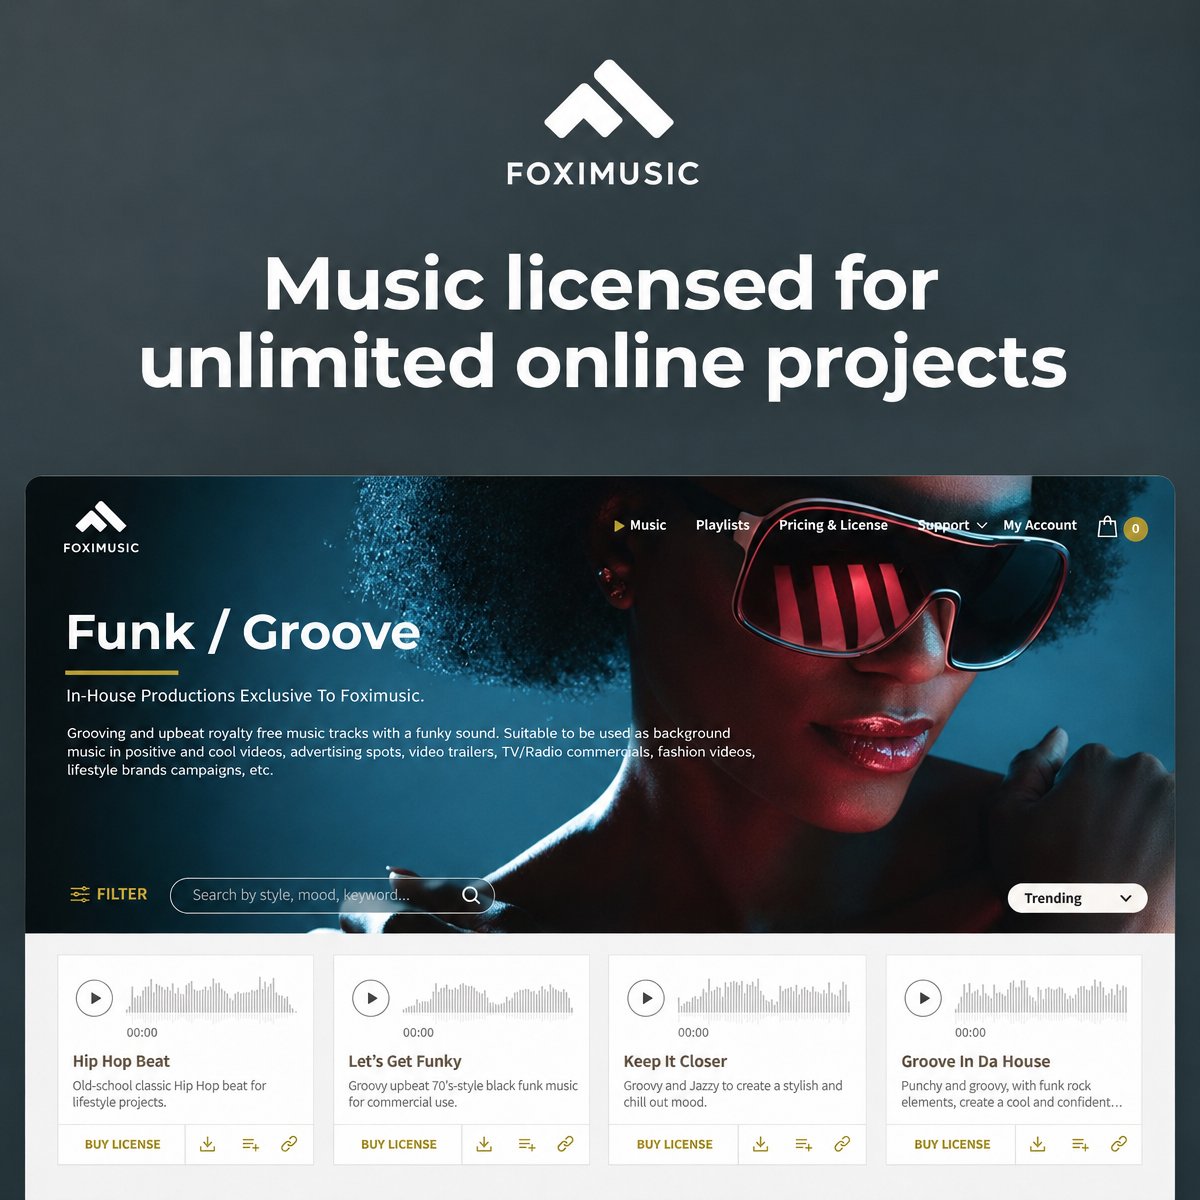 FOXIMUSIC
Music licensed for
unlimited online projects
FOXIMUSIC
Music
Playlists
Pricing & License
Support
My Account
0
Funk / Groove
In-House Productions Exclusive To Foximusic.
Grooving and upbeat royalty free music tracks with a funky sound. Suitable to be used as background
music in positive and cool videos, advertising spots, video trailers, TV/Radio commercials, fashion videos,
lifestyle brands campaigns, etc.
FILTER
Search by style, mood, keyword...
Trending
00:00
Hip Hop Beat
Old-school classic Hip Hop beat for
lifestyle projects.
BUY LICENSE
00:00
Let's Get Funky
Groovy upbeat 70's-style black funk music
for commercial use.
BUY LICENSE
00:00
Keep It Closer
Groovy and Jazzy to create a stylish and
chill out mood.
BUY LICENSE
00:00
Groove In Da House
Punchy and groovy, with funk rock
elements, create a cool and confident...
BUY LICENSE